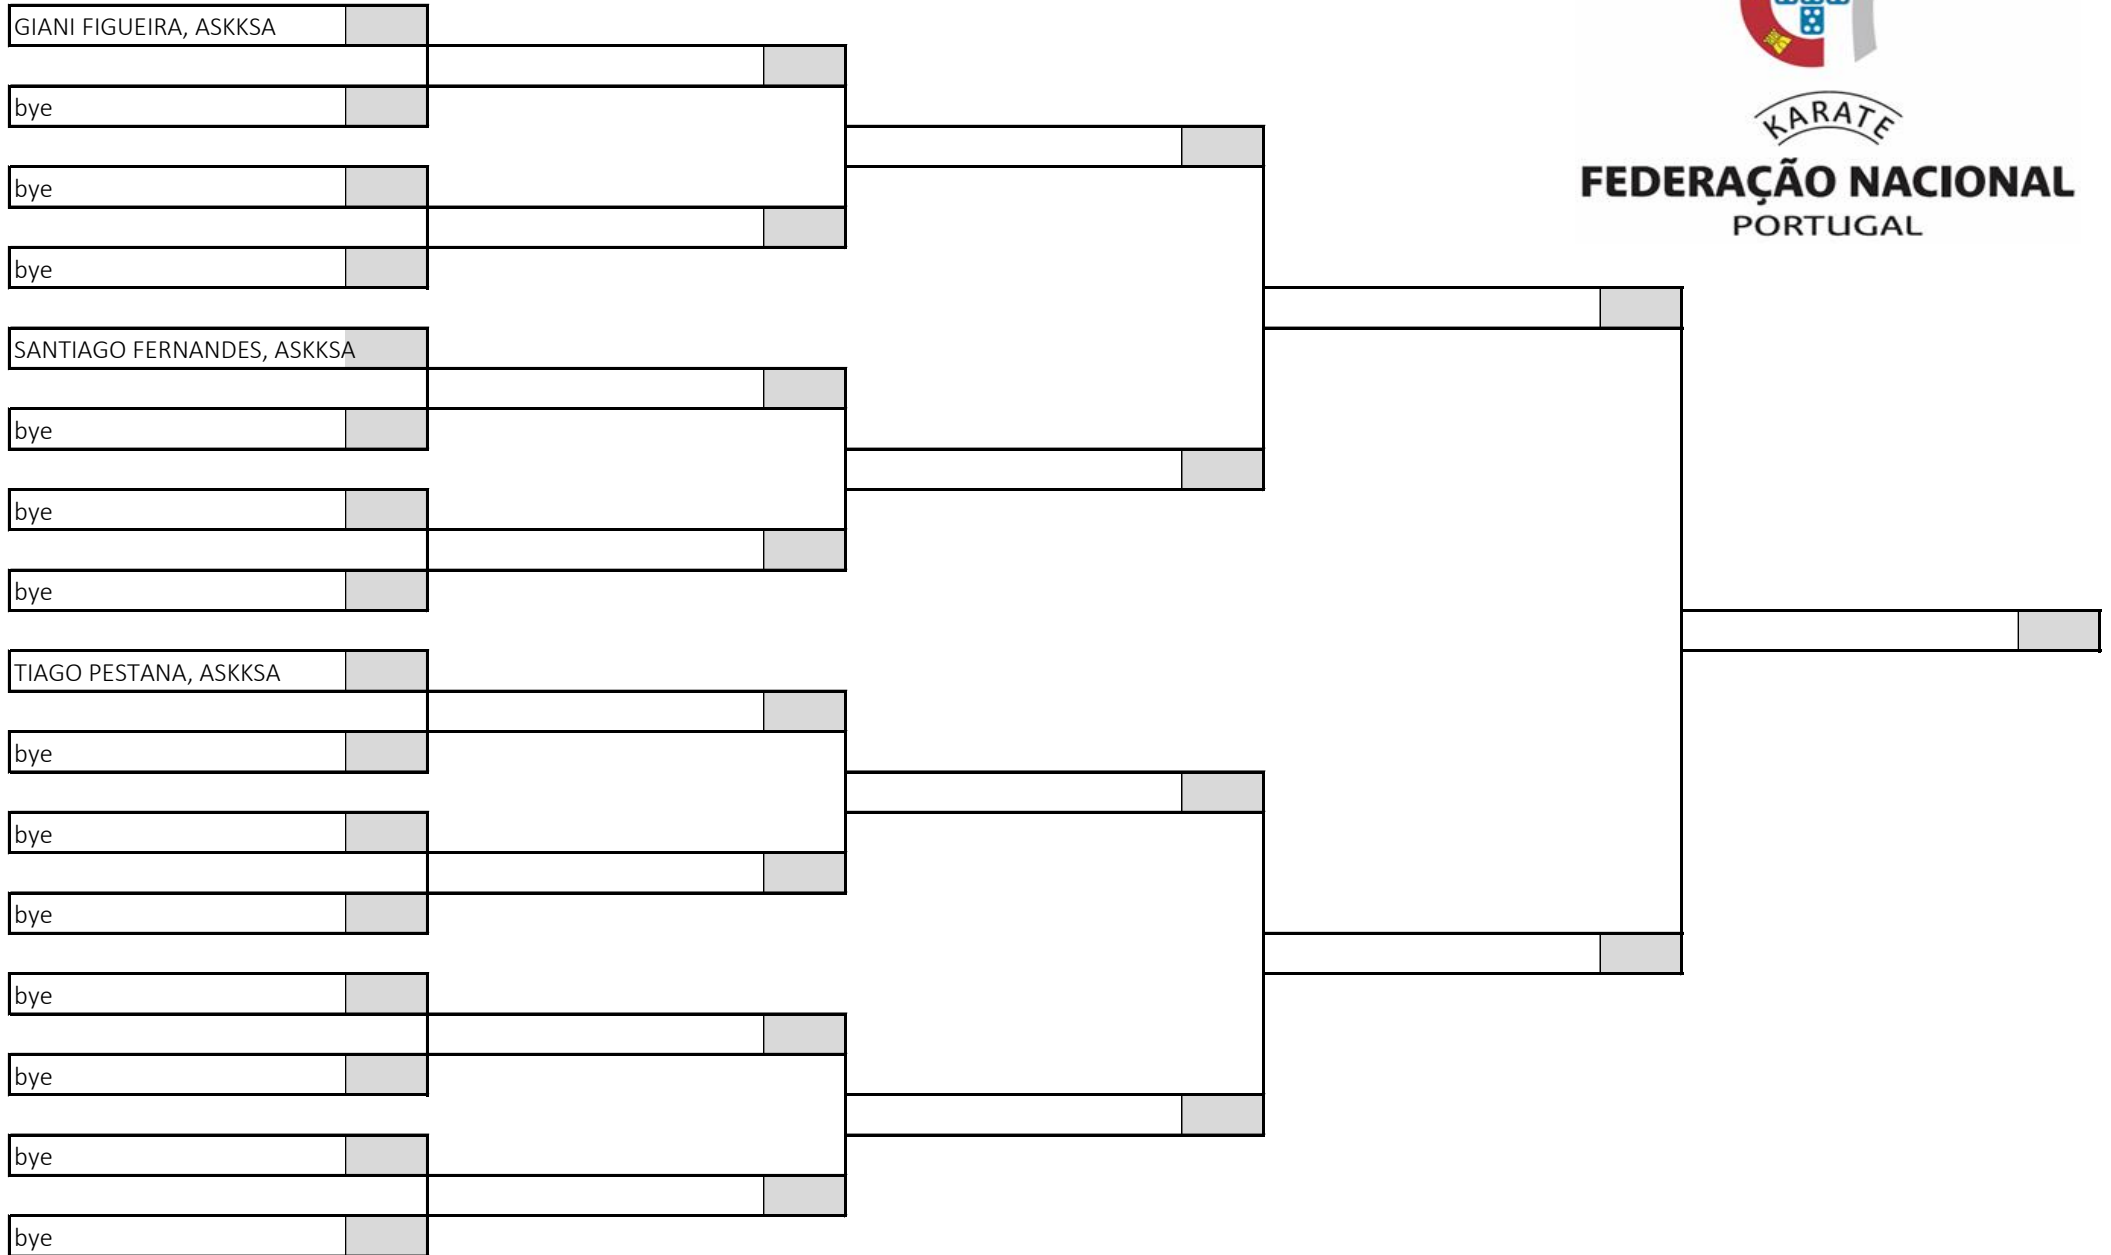 GIANI FIGUEIRA, ASKKSA
bye
bye
bye
SANTIAGO FERNANDES, ASKKSA
bye
bye
bye
TIAGO PESTANA, ASKKSA
bye
bye
bye
bye
bye
bye
bye
KARATE
FEDERAÇÃO NACIONAL
PORTUGAL